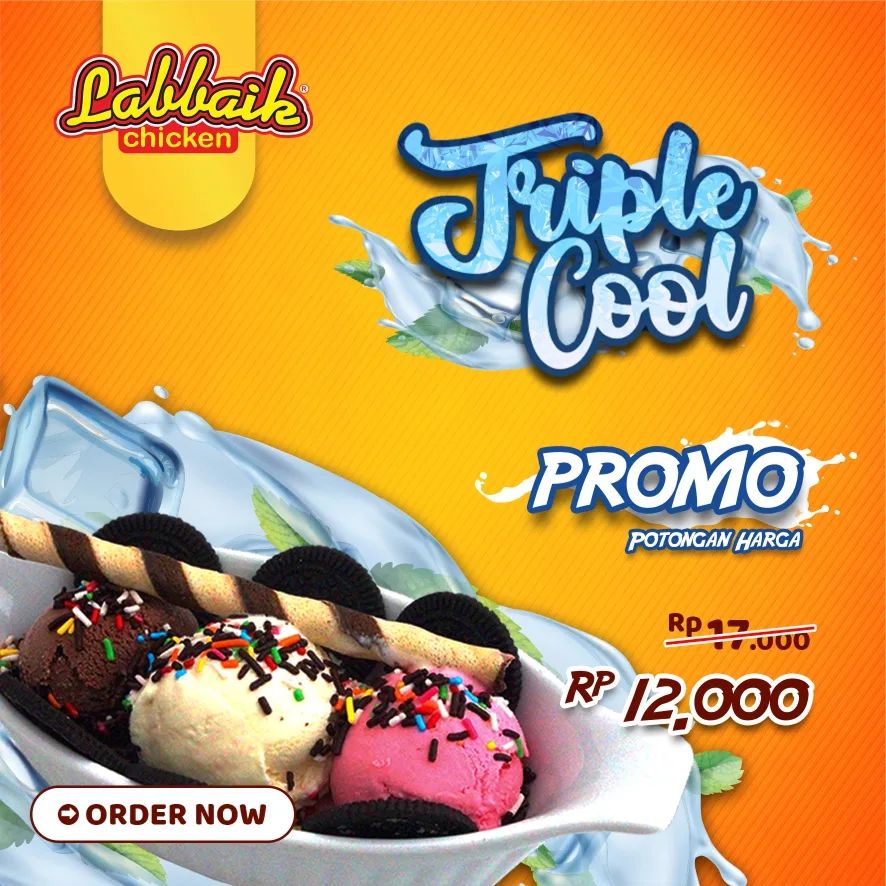 Labbaik®
chicken
Triple
Cool
PROMO
POTONGAN HARGA
Rp 17.000
RP 12,000
ORDER NOW